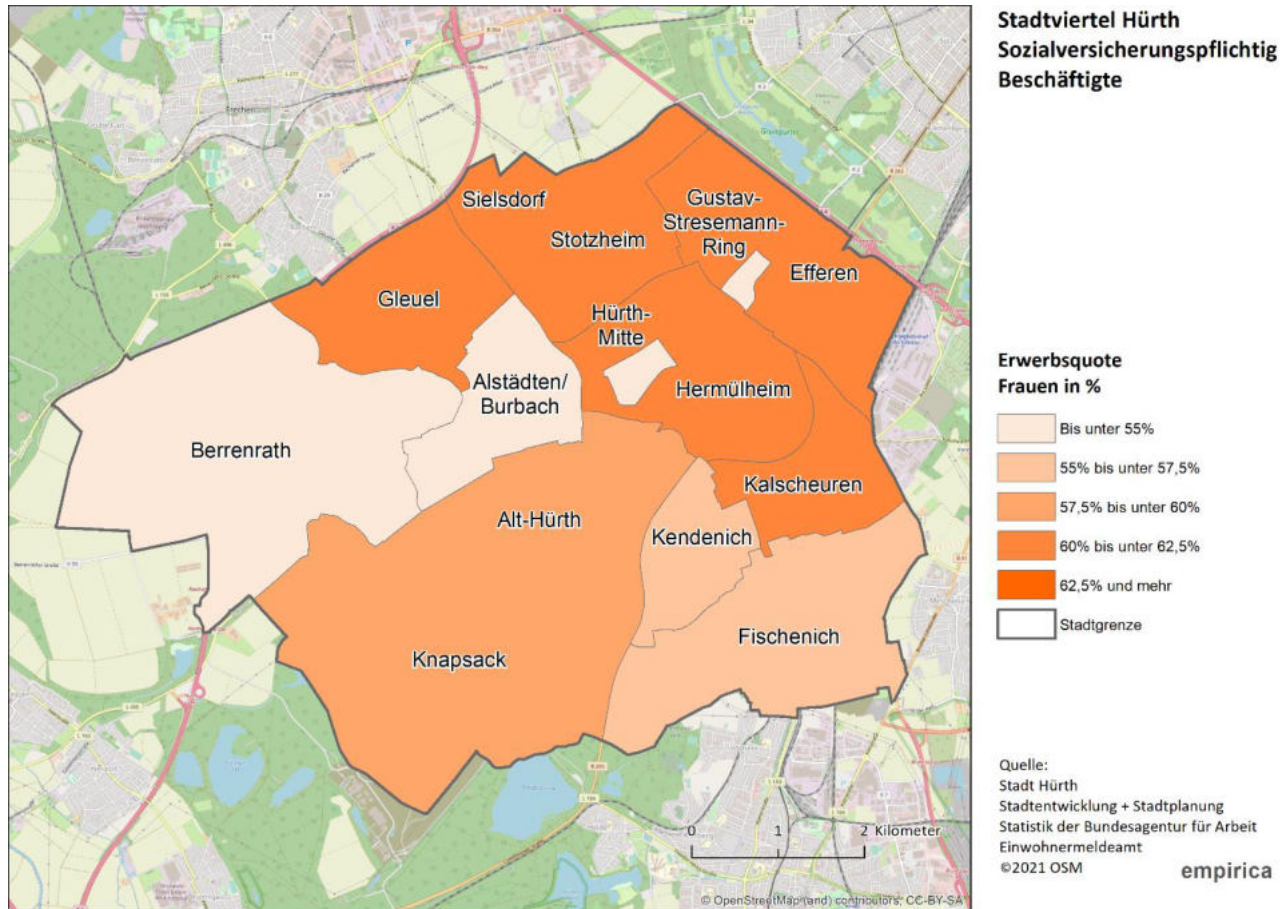 Stadtviertel Hürth
Sozialversicherungspflichtig
Beschäftigte
Sielsdorf
Stotzheim
Gustav-
Stresemann-
Ring
Efferen
Gleuel
Hürth-
Mitte
Alstädten/
Burbach
Hermülheim
Berrenrath
Kalscheuren
Alt-Hürth
Kendenich
Fischenich
Knapsack
Erwerbsquote
Frauen in %
Bis unter 55%
55% bis unter 57,5%
57,5% bis unter 60%
60% bis unter 62,5%
62,5% und mehr
Stadtgrenze
0 1 2 Kilometer
Quelle:
Stadt Hürth
Stadtentwicklung + Stadtplanung
Statistik der Bundesagentur für Arbeit
Einwohnermeldeamt
©2021 OSM
empirica
© OpenStreetMap (and) contributors, CC-BY-SA